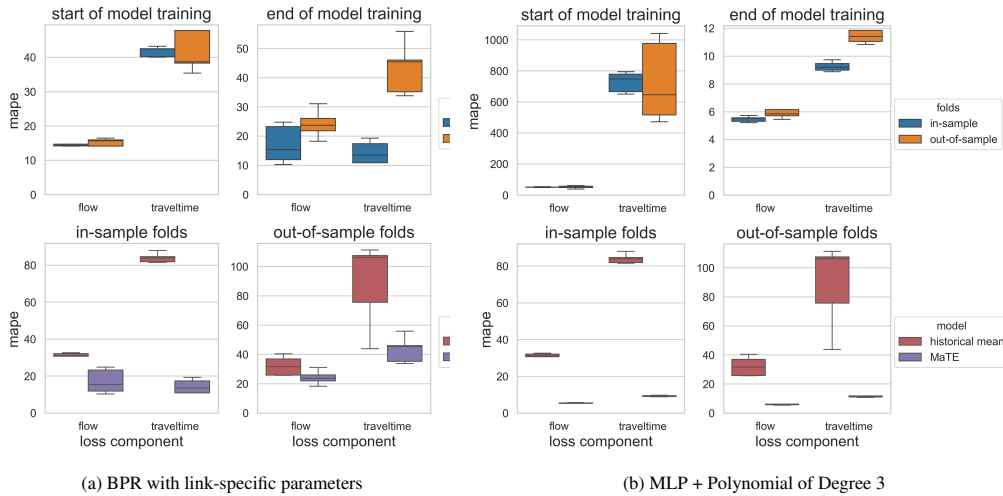 start of model training
end of model training
start of model training
end of model training
mape
40
30
20
10
0
flow
traveltime
50
40
30
20
10
0
flow
traveltime
mape
1000
800
600
400
200
0
flow
traveltime
12
10
8
6
4
2
0
flow
traveltime
folds
in-sample
out-of-sample
in-sample folds
out-of-sample folds
in-sample folds
out-of-sample folds
mape
80
60
40
20
0
flow
traveltime
loss component
100
80
60
40
20
0
flow
traveltime
loss component
mape
80
60
40
20
0
flow
traveltime
loss component
100
80
60
40
20
0
flow
traveltime
loss component
model
historical mean
MaTE
(a) BPR with link-specific parameters
(b) MLP + Polynomial of Degree 3